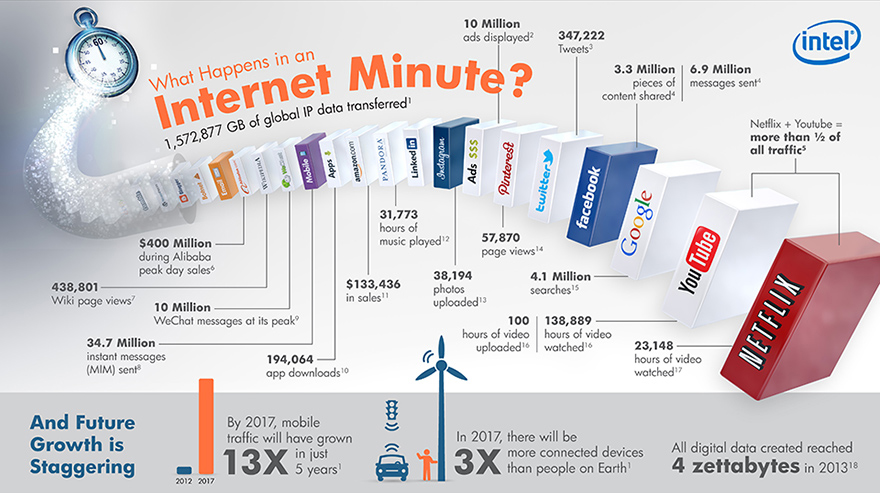 What Happens in an
Internet Minute?
1,572,877 GB of global IP data transferred¹
intel®
60
10 Million
ads displayed²
347,222
Tweets³
3.3 Million
pieces of
content shared⁴
6.9 Million
messages sent⁴
Netflix + Youtube =
more than ½ of
all traffic⁵
WIKIPEDIA
Mobile
Apps
amazon.com
PANDORA
Linked in
Instagram
Ads $$$
Pinterest
twitter
facebook
Google
YouTube
NETFLIX
$400 Million
during Alibaba
peak day sales⁶
438,801
Wiki page views⁷
10 Million
WeChat messages at its peak⁹
34.7 Million
instant messages
(MIM) sent⁸
194,064
app downloads¹⁰
$133,436
in sales¹¹
31,773
hours of
music played¹²
38,194
photos
uploaded¹³
57,870
page views¹⁴
4.1 Million
searches¹⁵
100
hours of video
uploaded¹⁶
138,889
hours of video
watched¹⁶
23,148
hours of video
watched¹⁷
And Future
Growth is
Staggering
2012 2017
By 2017, mobile
traffic will have grown
13X in just
5 years¹
In 2017, there will be
3X more connected devices
than people on Earth¹
All digital data created reached
4 zettabytes in 2013¹⁸